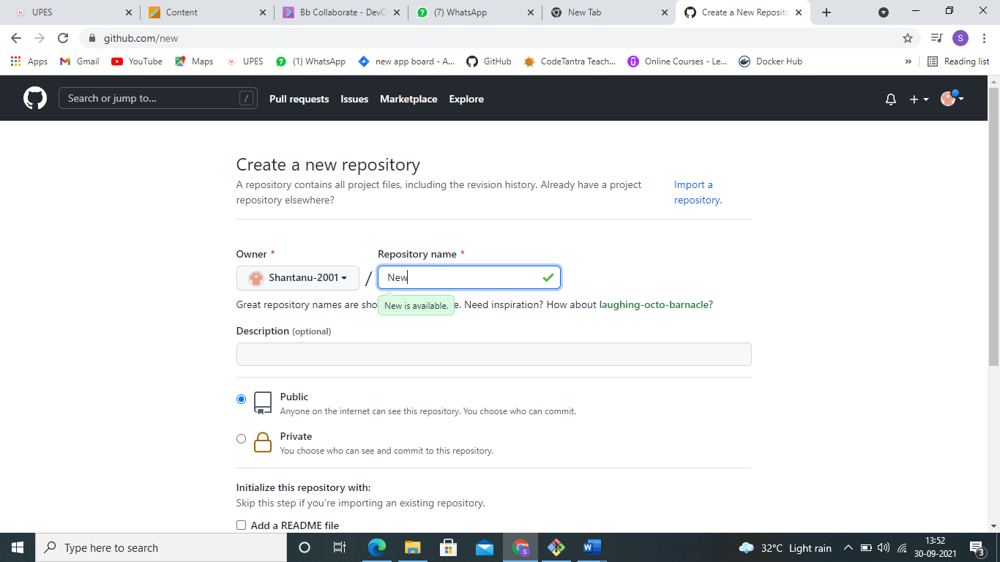 UPES
Content
Bb Collaborate - DevO
(7) WhatsApp
New Tab
Create a New Reposito
github.com/new
S
Apps
Gmail
YouTube
Maps
UPES
(1) WhatsApp
new app board - A...
GitHub
CodeTantra Teach...
Online Courses - Le...
Docker Hub
»
Reading list
Search or jump to...
/
Pull requests
Issues
Marketplace
Explore
Create a new repository
A repository contains all project files, including the revision history. Already have a project
repository elsewhere?
Import a
repository.
Owner *
Repository name *
Shantanu-2001
/
New
Great repository names are sho
New is available.
e. Need inspiration? How about laughing-octo-barnacle?
Description (optional)
Public
Anyone on the internet can see this repository. You choose who can commit.
Private
You choose who can see and commit to this repository.
Initialize this repository with:
Skip this step if you're importing an existing repository.
Add a README file
Type here to search
32°C Light rain
13:52
30-09-2021
3